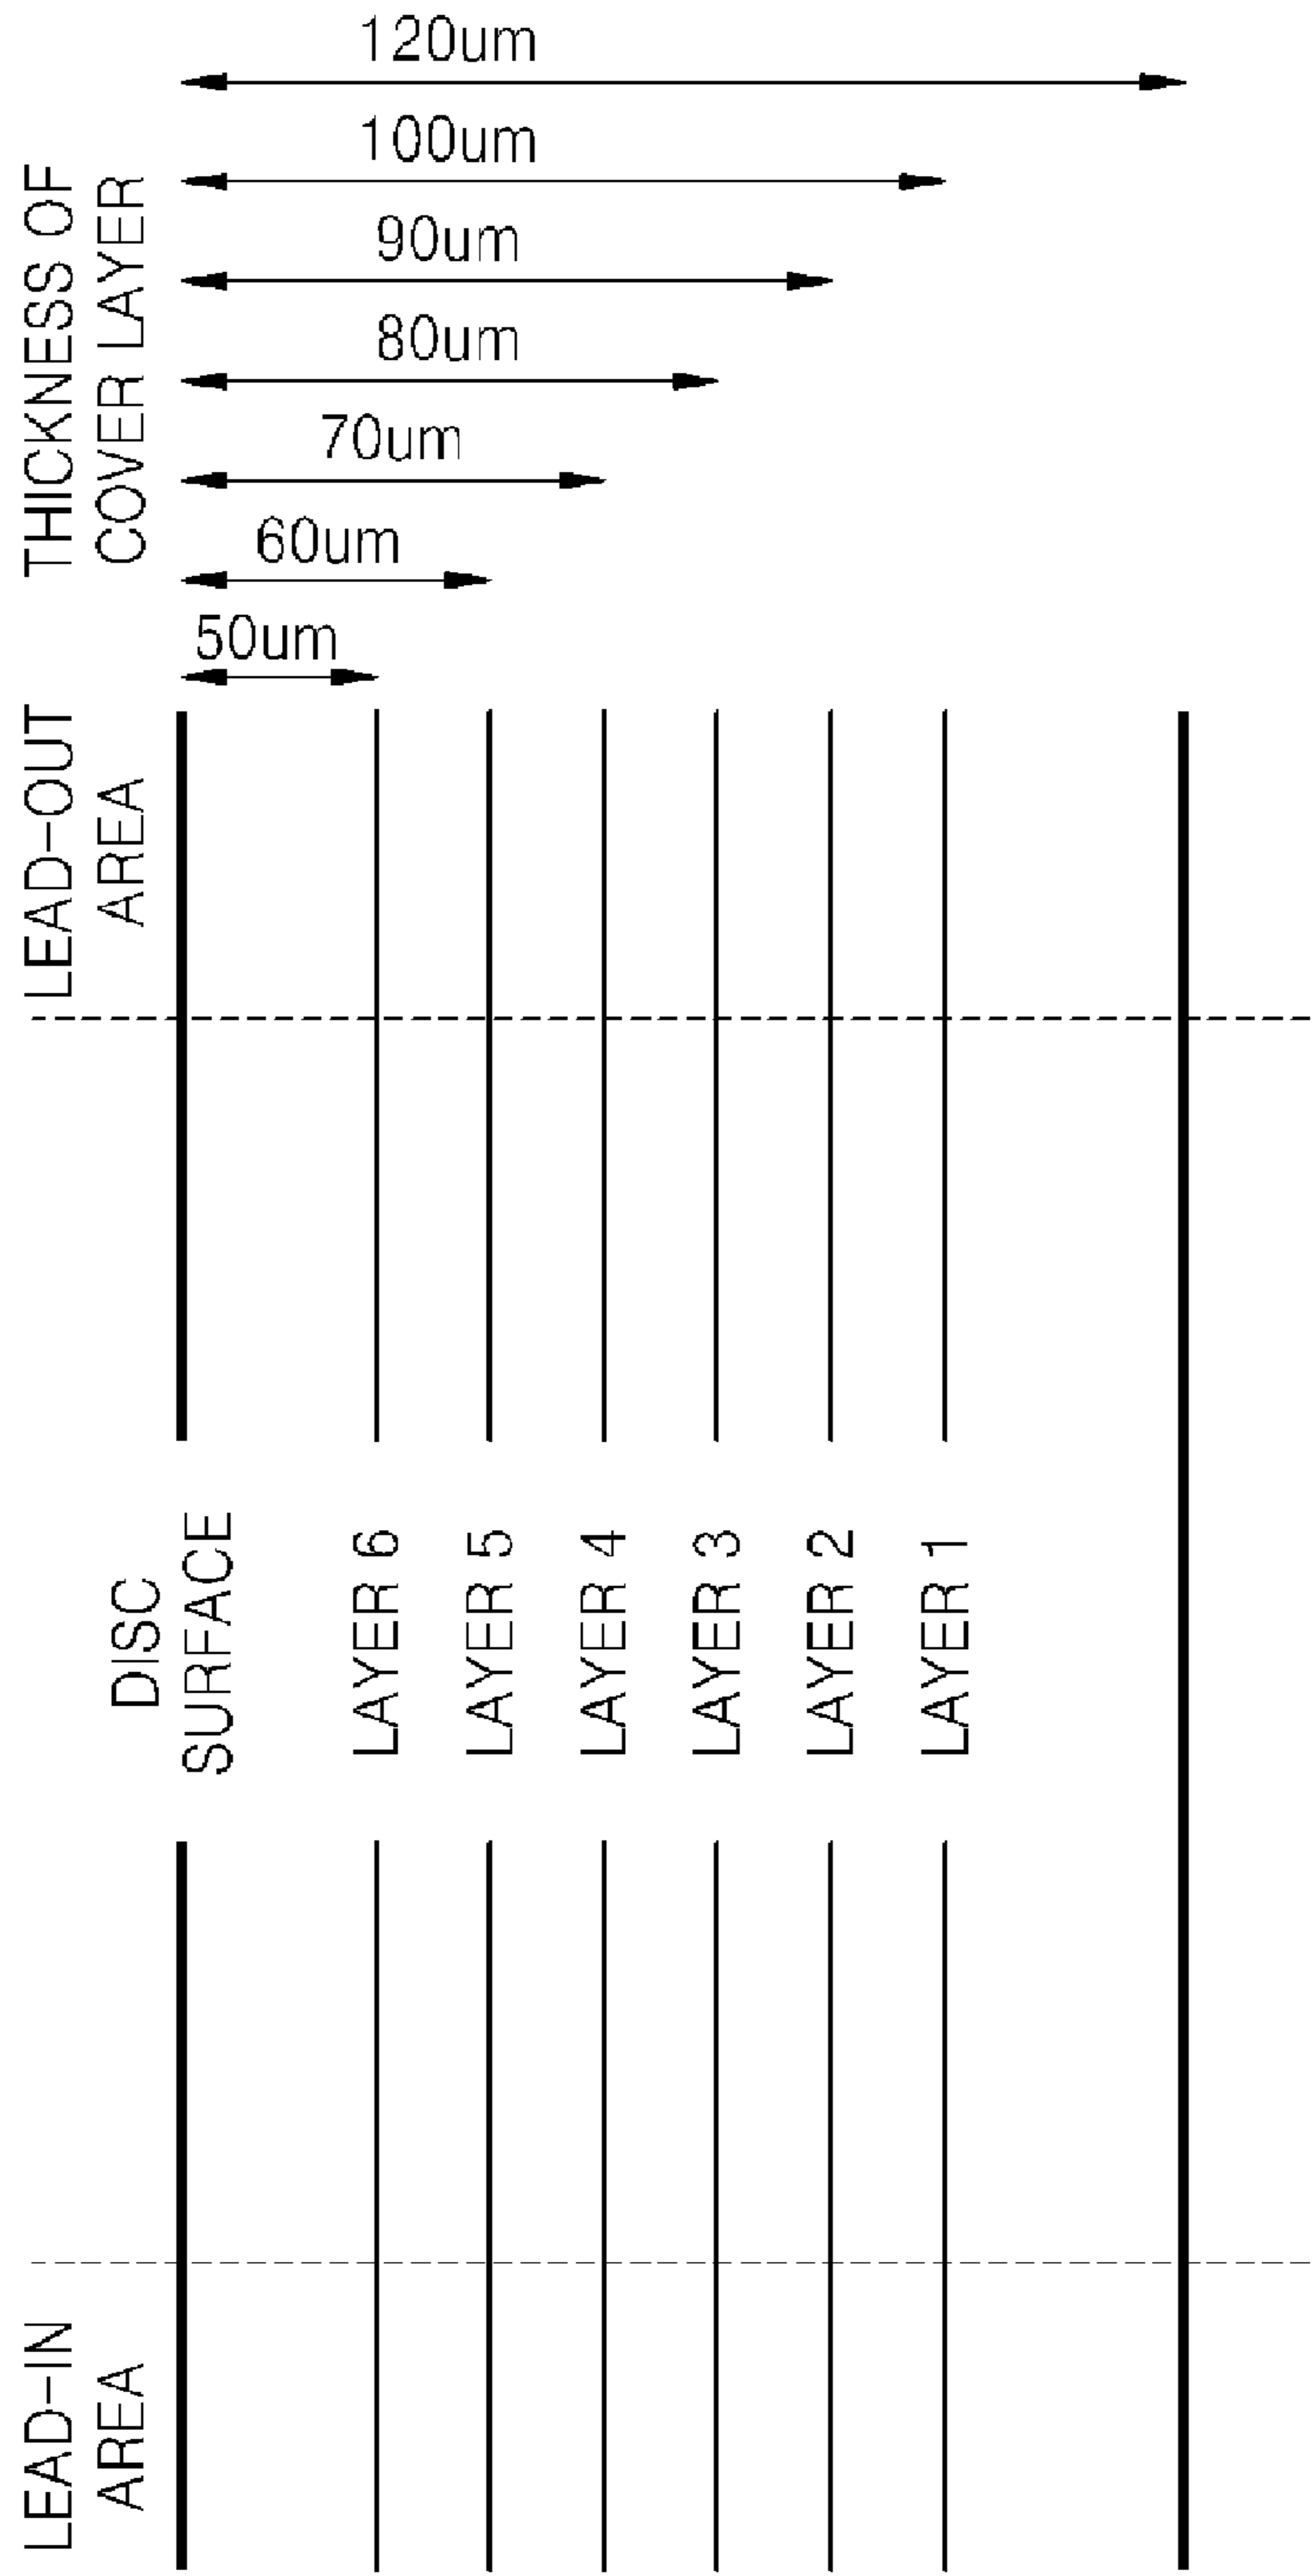 120um
100um
90um
80um
70um
60um
50um
THICKNESS OF
COVER LAYER
LEAD-OUT
AREA
DISC
SURFACE
LAYER 6
LAYER 5
LAYER 4
LAYER 3
LAYER 2
LAYER 1
LEAD-IN
AREA